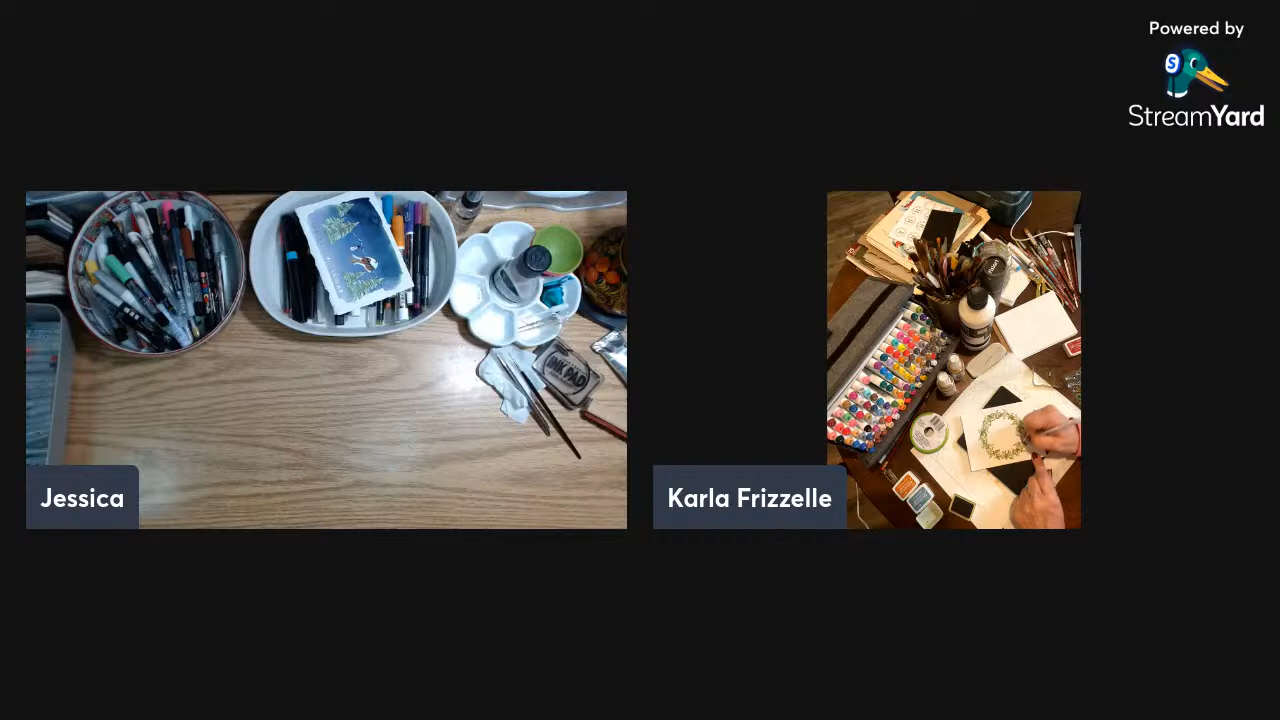 Powered by
S
StreamYard
INK PAD
Jessica
Karla Frizzelle